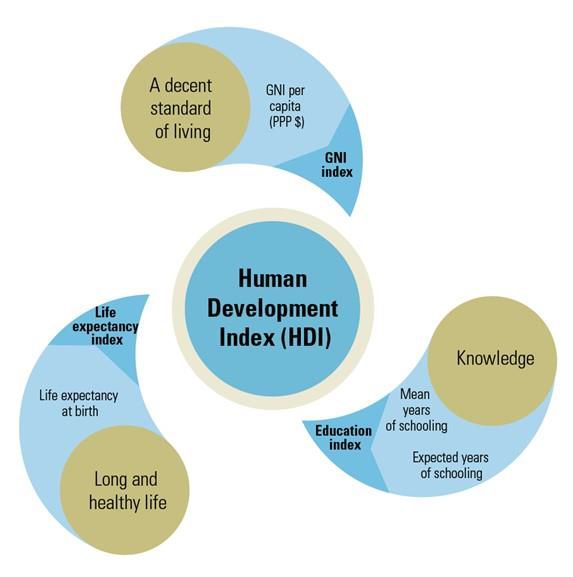 A decent
standard
of living
GNI per
capita
(PPP $)
GNI
index
Human
Development
Index (HDI)
Life
expectancy
index
Life expectancy
at birth
Long and
healthy life
Knowledge
Mean
years
of schooling
Expected years
of schooling
Education
index